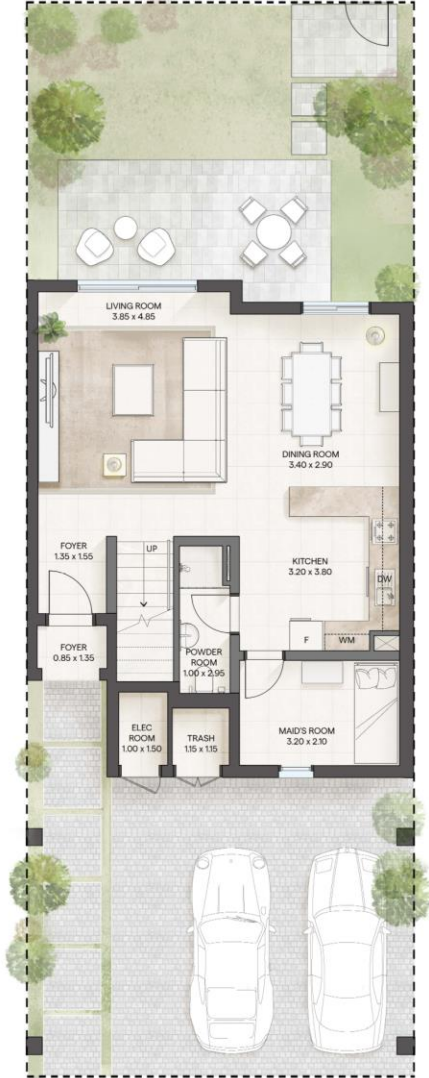 LIVING ROOM
3.85 x 4.85
DINING ROOM
3.40 x 2.90
FOYER
1.35 x 1.55
UP
KITCHEN
3.20 x 3.80
DW
FOYER
0.85 x 1.35
POWDER
ROOM
1.00 x 2.95
F
WM
ELEC
ROOM
1.00 x 1.50
TRASH
1.15 x 1.15
MAID'S ROOM
3.20 x 2.10